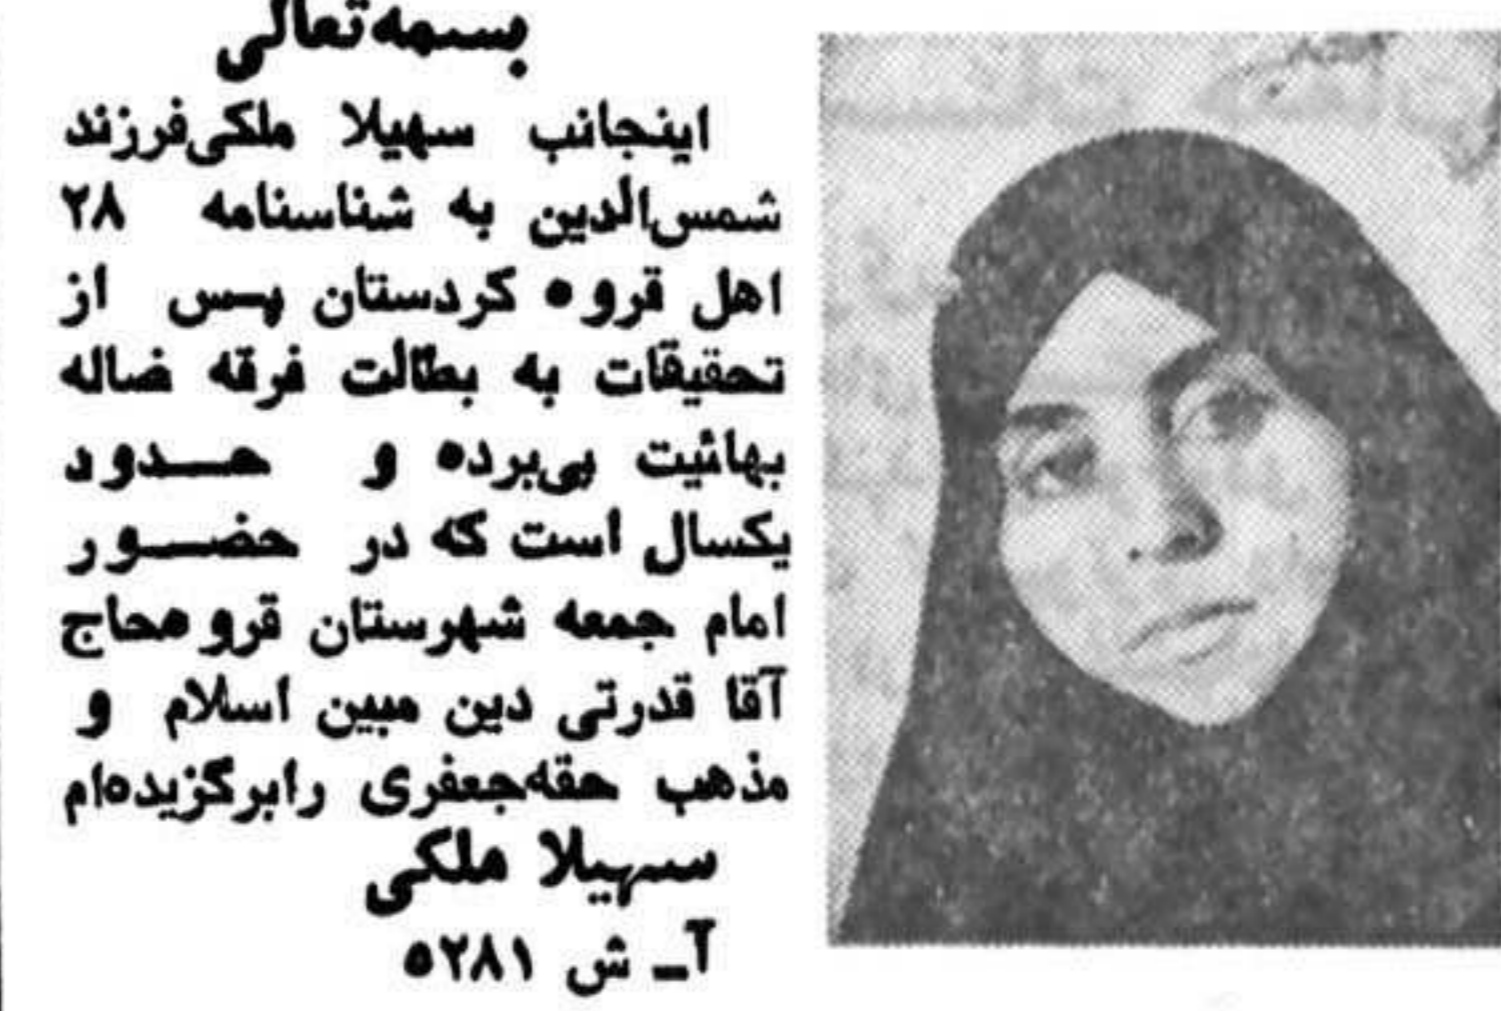 بسمه‌تعالی
اینجانب سهیلا ملکی‌فرزند
شمس‌الدین به شناسنامه ۲۸
اهل قروه کردستان پس از
تحقیقات به بطالت فرقه ضاله
بهائیت پی‌برده و حدود
یکسال است که در حضور
امام جمعه شهرستان قروه‌حاج
آقا قدرتی دین مبین اسلام و
مذهب حقه‌جعفری رابرگزیده‌ام
سهیلا ملکی
آ ـ ش ۵۲۸۱